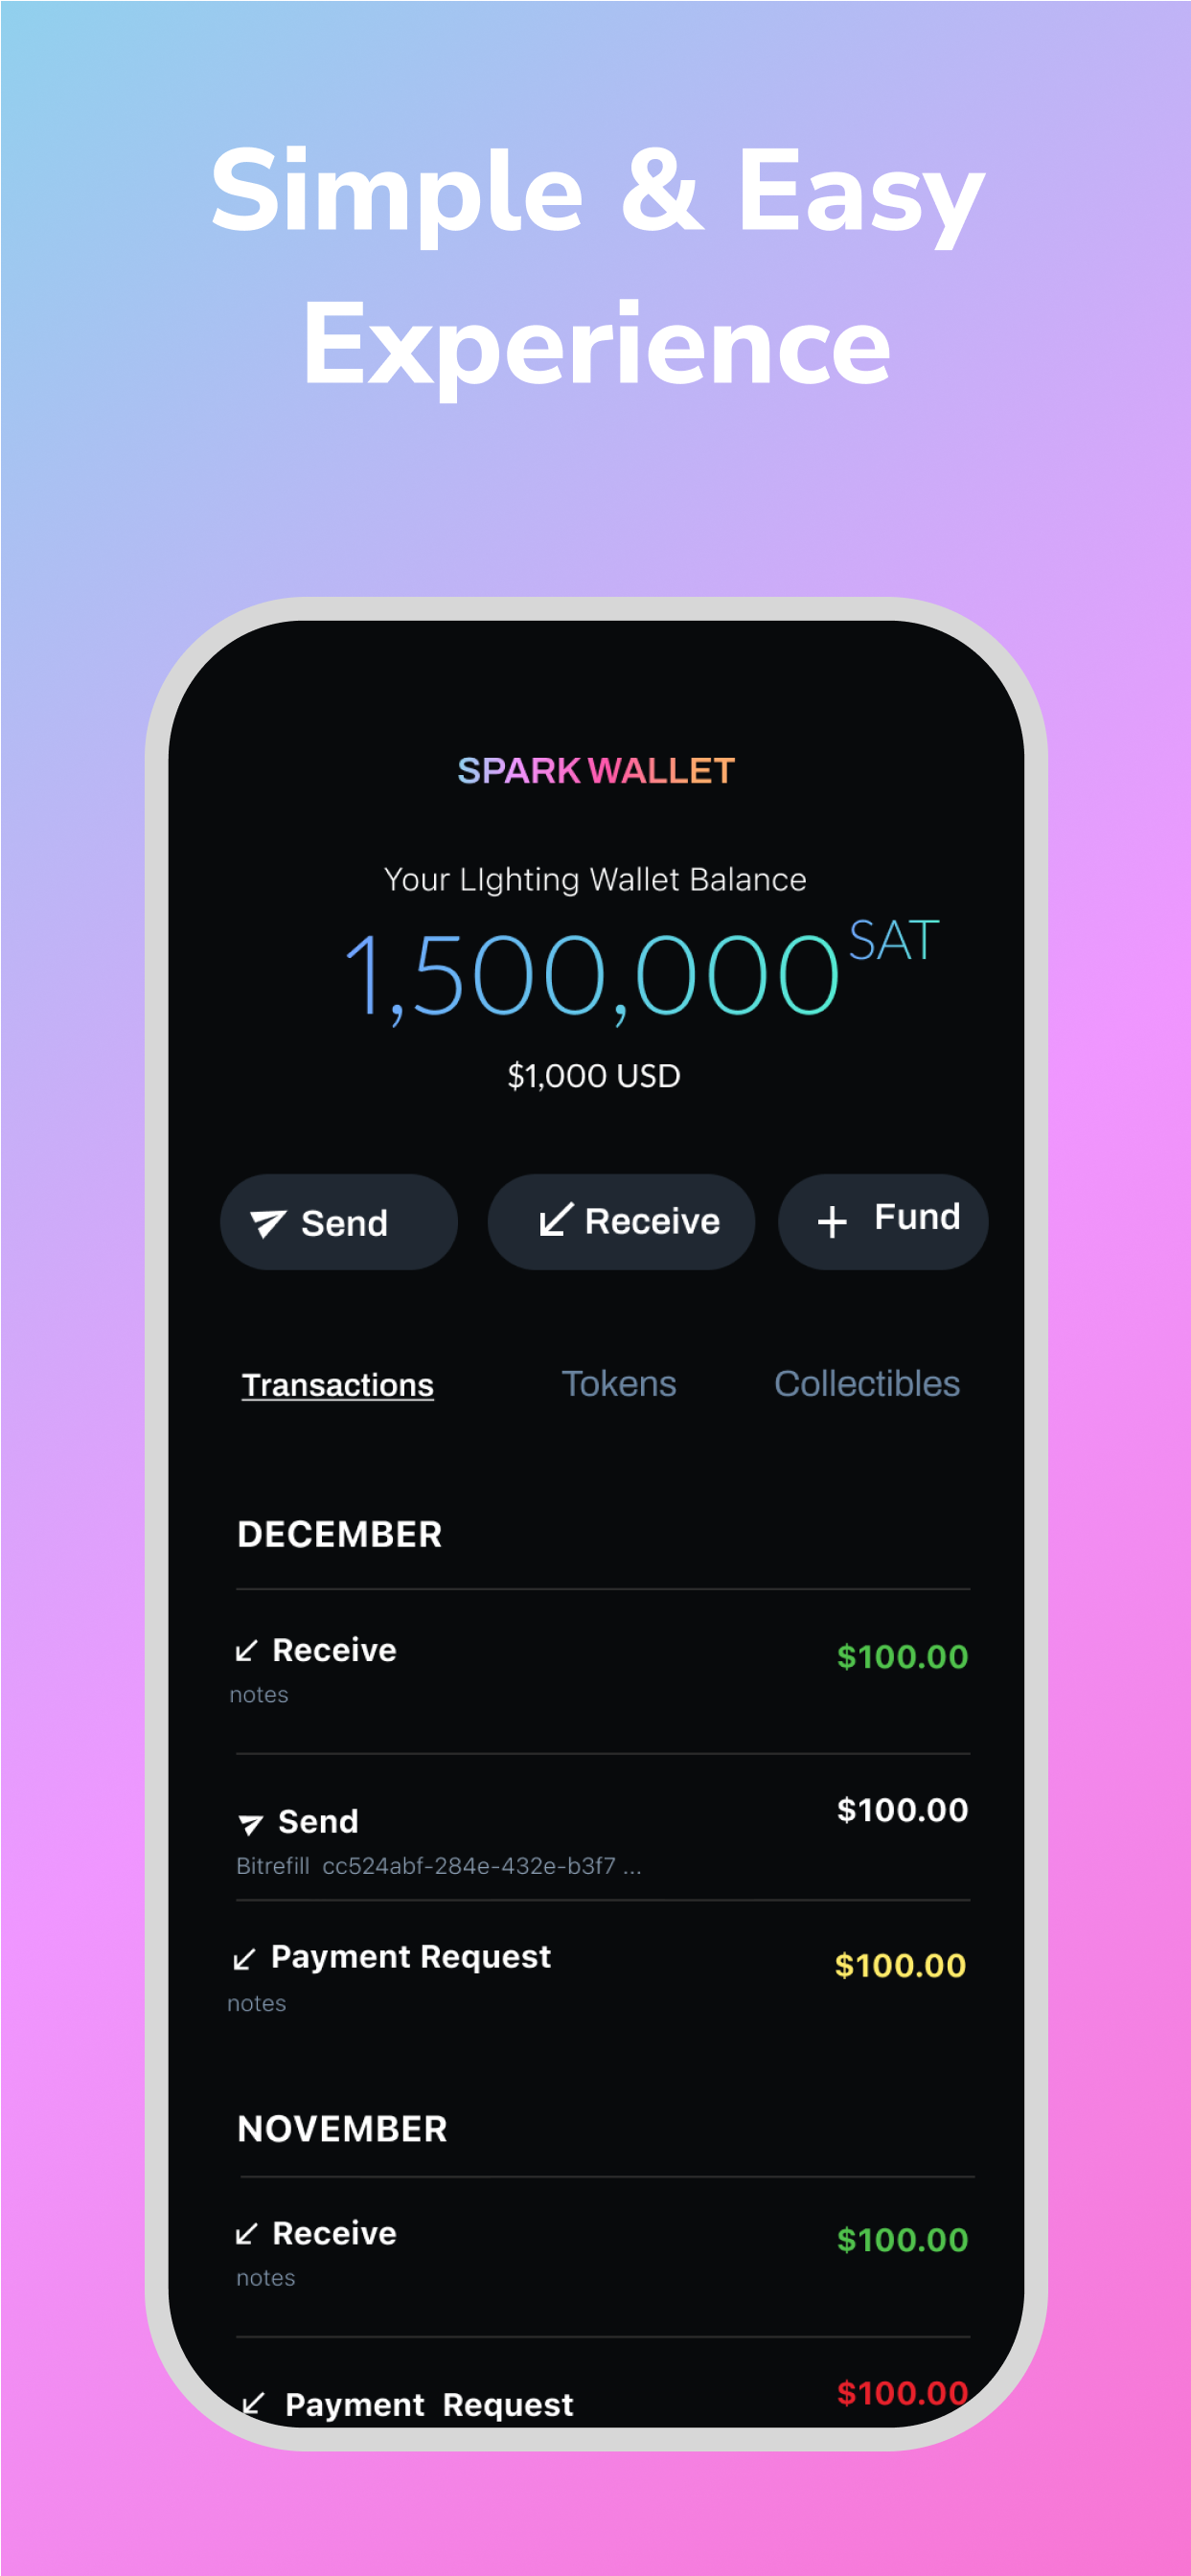 Simple & Easy
Experience
SPARK WALLET
Your LIghting Wallet Balance
1,500,000 SAT
$1,000 USD
Send
Receive
Fund
Transactions
Tokens
Collectibles
DECEMBER
Receive
$100.00
notes
Send
$100.00
Bitrefill cc524abf-284e-432e-b3f7 ...
Payment Request
$100.00
notes
NOVEMBER
Receive
$100.00
notes
Payment Request
$100.00